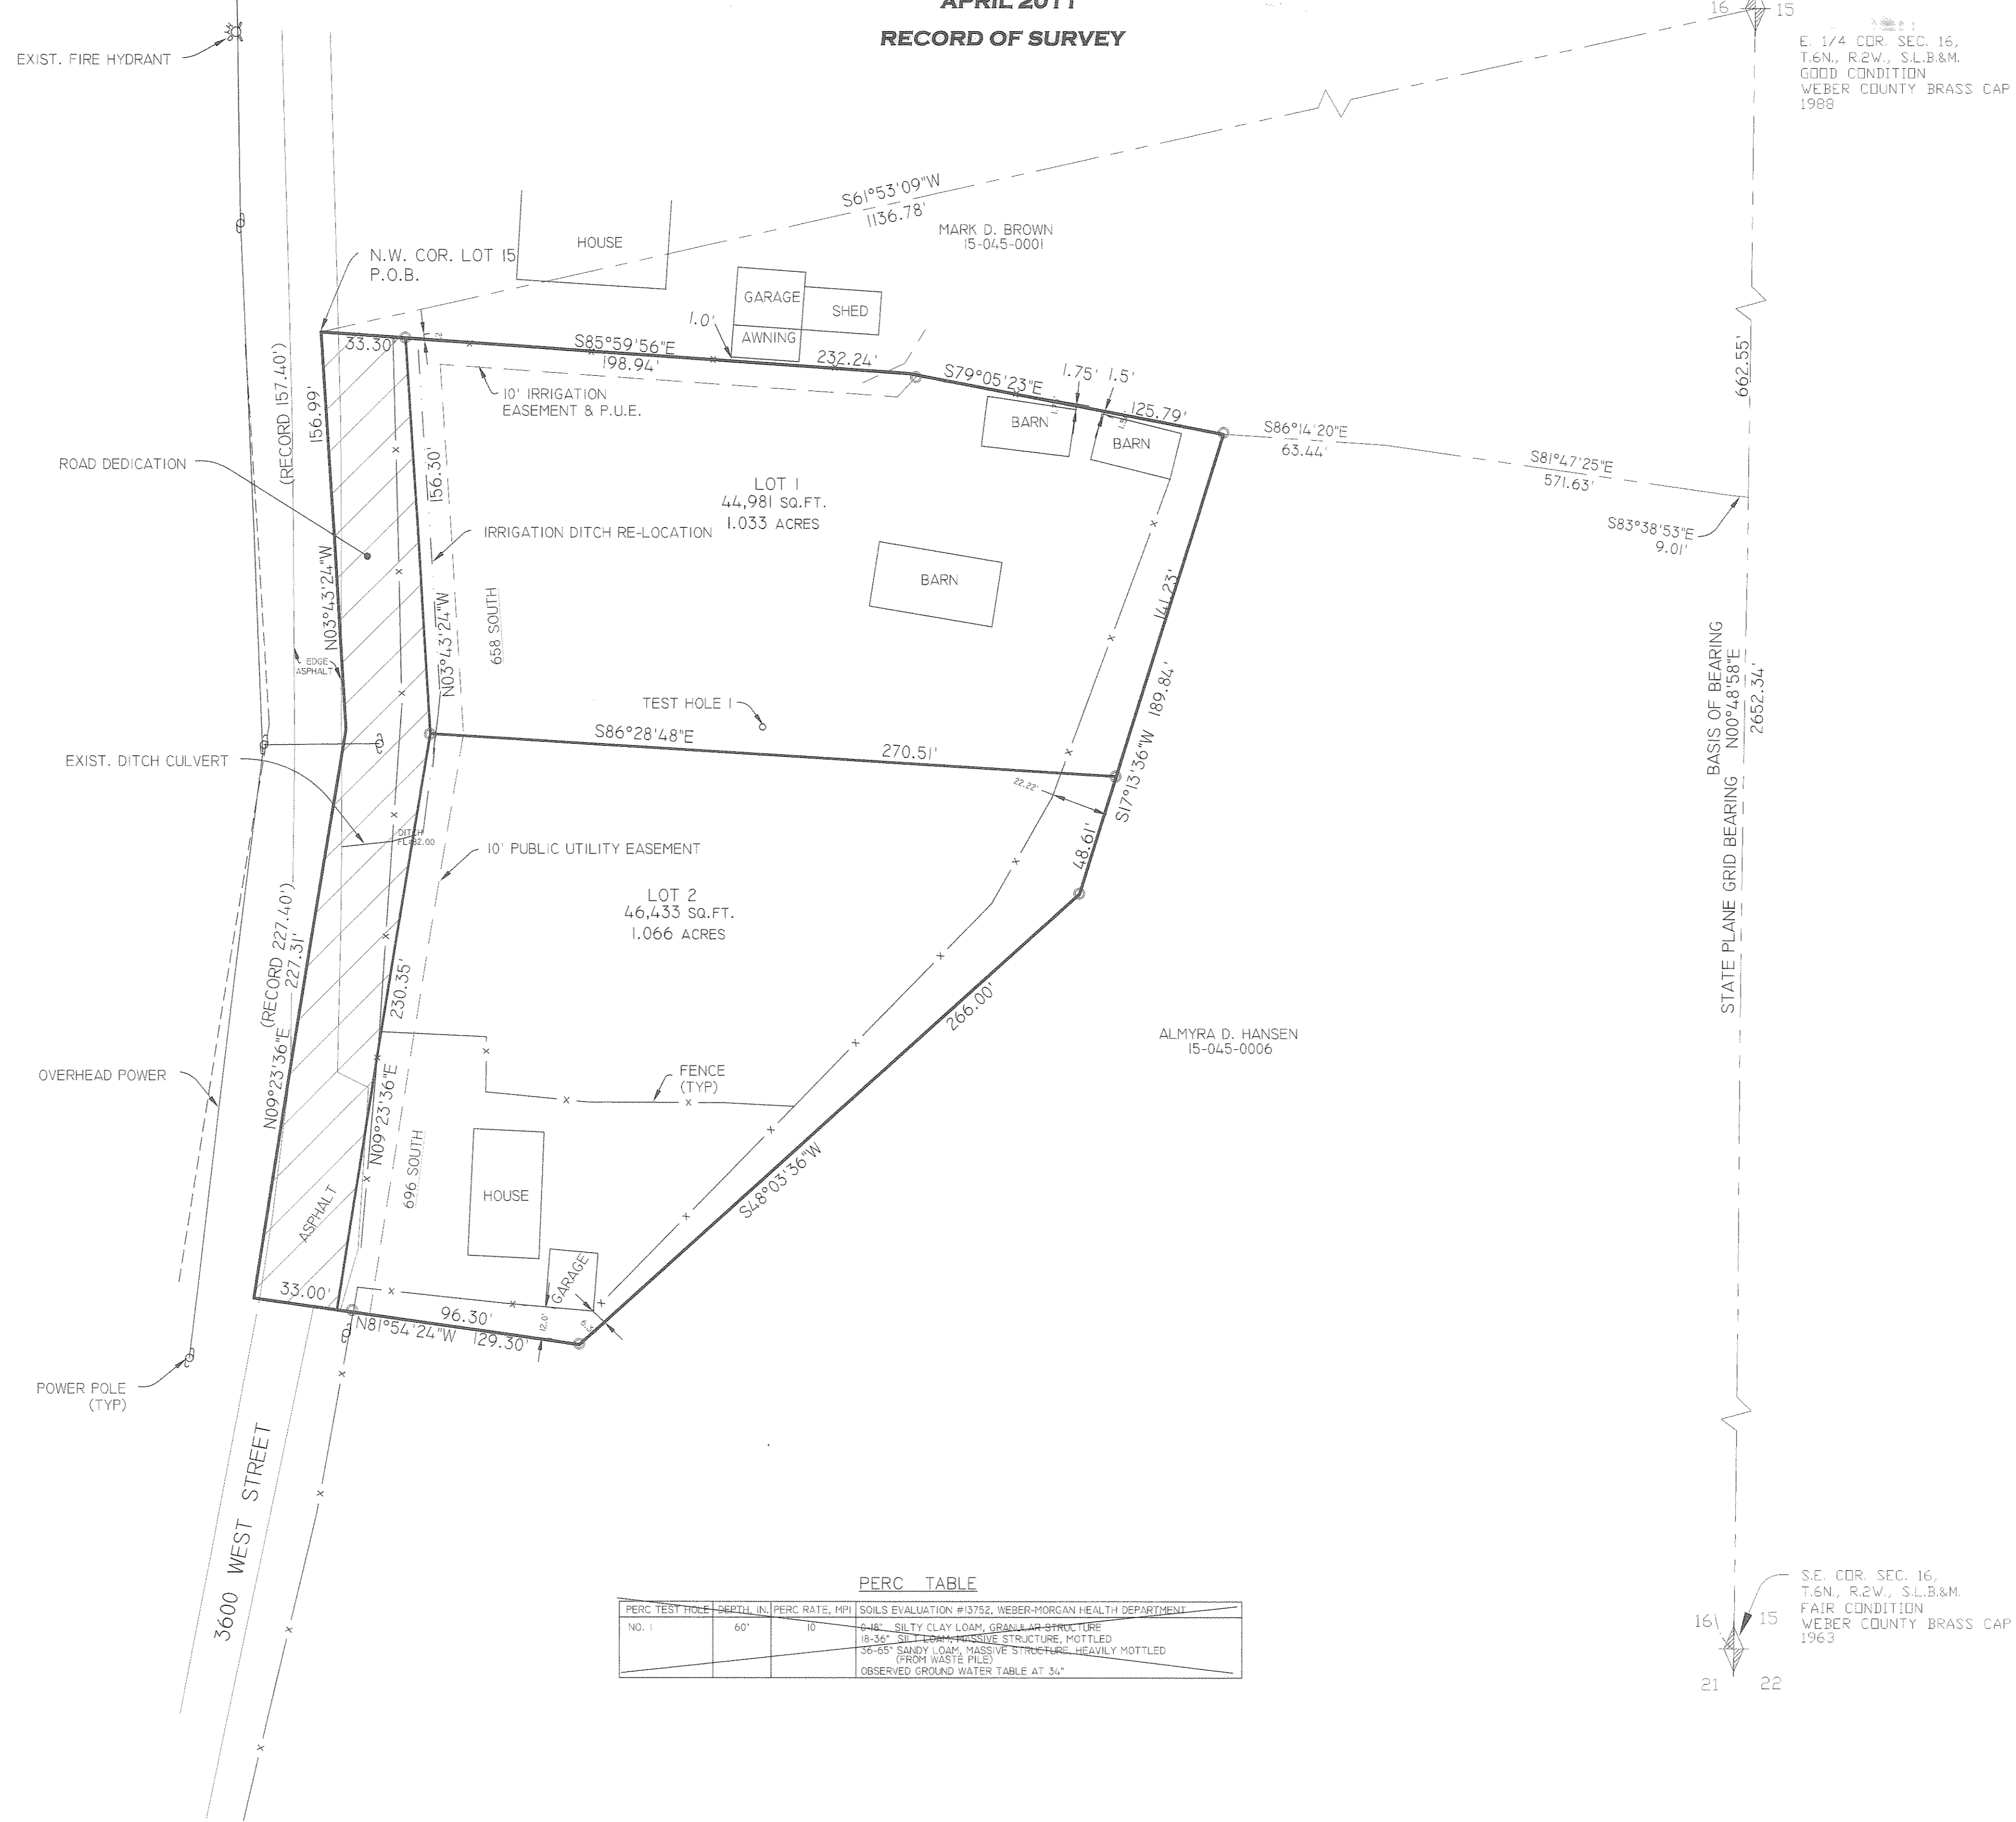 APRIL 2011
RECORD OF SURVEY
16 15
E. 1/4 COR. SEC. 16,
T.6N., R.2W., S.L.B.&M.
GOOD CONDITION
WEBER COUNTY BRASS CAP
1988
EXIST. FIRE HYDRANT
S61°53'09"W
1136.78'
MARK D. BROWN
15-045-0001
HOUSE
N.W. COR. LOT 15
P.O.B.
GARAGE
SHED
AWNING
1.0'
33.30'
S85°59'56"E
198.94'
232.24'
S79°05'23"E
1.75' 1.5'
125.79'
10' IRRIGATION
EASEMENT & P.U.E.
BARN
BARN
S86°14'20"E
63.44'
S81°47'25"E
571.63'
S83°38'53"E
9.01'
662.55'
156.99'
(RECORD 157.40')
156.30'
ROAD DEDICATION
LOT 1
44,981 SQ.FT.
1.033 ACRES
IRRIGATION DITCH RE-LOCATION
BARN
141.23'
N03°43'24"W
N03°43'24"W
658 SOUTH
EDGE
ASPHALT
TEST HOLE 1
189.84'
S17°13'36"W
S86°28'48"E
270.51'
EXIST. DITCH CULVERT
22.22'
DITCH
FL=82.00
48.61'
10' PUBLIC UTILITY EASEMENT
LOT 2
46,433 SQ.FT.
1.066 ACRES
BASIS OF BEARING
STATE PLANE GRID BEARING N00°48'58"E
2652.34'
(RECORD 227.40')
227.31'
N09°23'36"E
230.35'
266.00'
ALMYRA D. HANSEN
15-045-0006
OVERHEAD POWER
FENCE
(TYP)
N09°23'36"E
696 SOUTH
S48°03'36"W
HOUSE
ASPHALT
GARAGE
33.00'
96.30'
N81°54'24"W 129.30'
12.0'
POWER POLE
(TYP)
3600 WEST STREET
PERC TABLE
PERC TEST HOLE DEPTH, IN. PERC RATE, MPI SOILS EVALUATION #13752, WEBER-MORGAN HEALTH DEPARTMENT
NO. 1 60" 10 0-18" SILTY CLAY LOAM, GRANULAR STRUCTURE
18-36" SILT LOAM, MASSIVE STRUCTURE, MOTTLED
36-65" SANDY LOAM, MASSIVE STRUCTURE, HEAVILY MOTTLED
(FROM WASTE PILE)
OBSERVED GROUND WATER TABLE AT 34"
S.E. COR. SEC. 16,
T.6N., R.2W., S.L.B.&M.
FAIR CONDITION
WEBER COUNTY BRASS CAP
1963
16 15
21 22